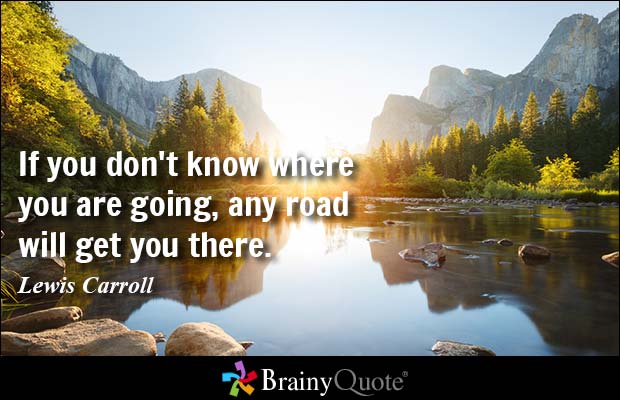 If you don't know where
you are going, any road
will get you there.
Lewis Carroll
BrainyQuote®